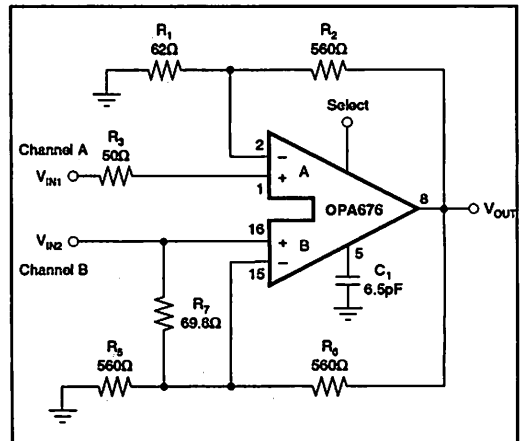 R1
62Ω
R2
560Ω
Select
Channel A
R3
50Ω
VIN1
2
−
A
+
1
OPA676
8
VOUT
VIN2
Channel B
16
+
B
−
15
5
C1
6.5pF
R7
69.8Ω
R5
560Ω
R6
560Ω